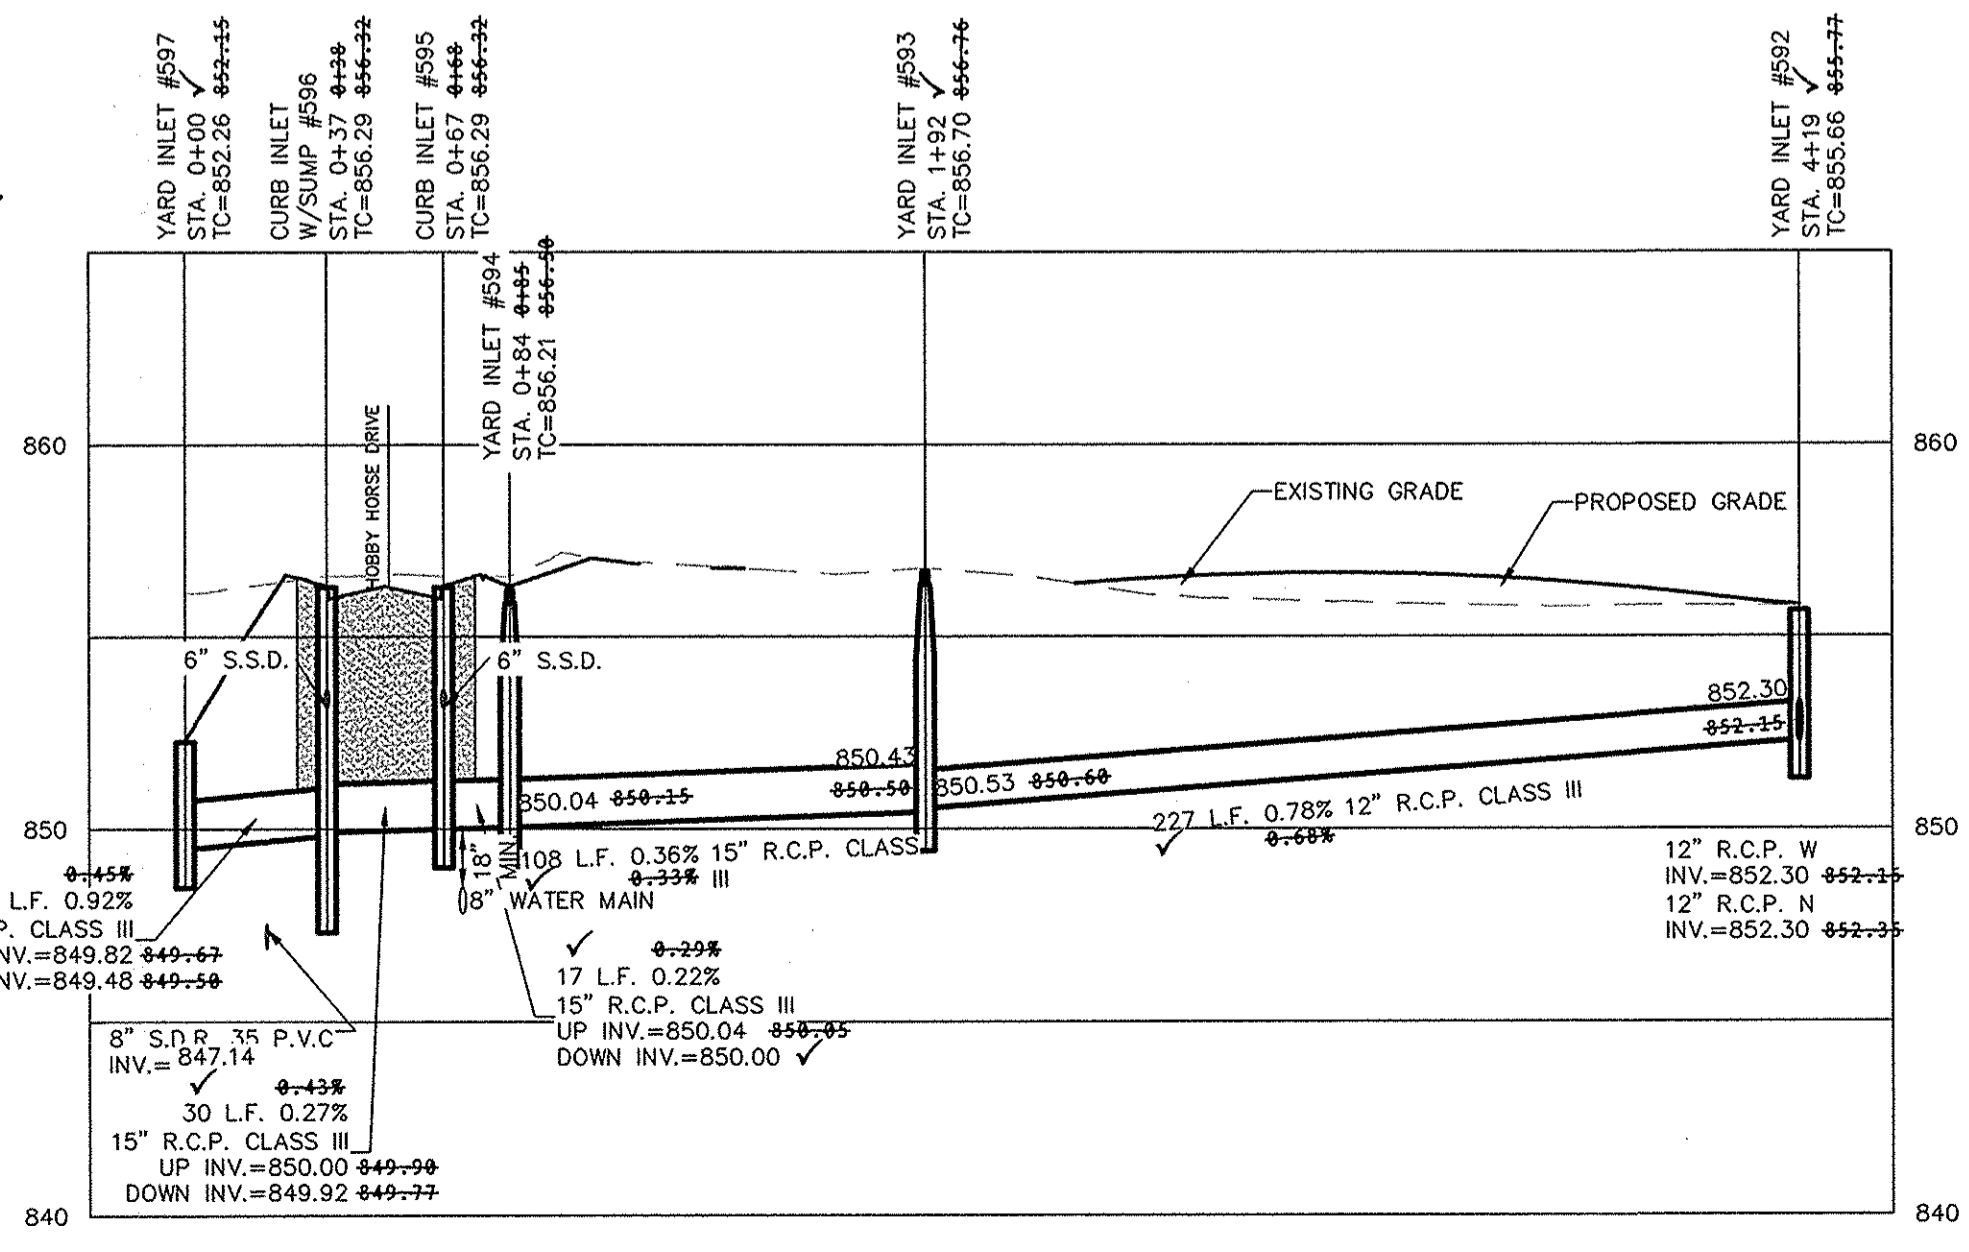 YARD INLET #597
STA. 0+00 ✓
TC=852.26 852.15
CURB INLET
W/SUMP #596
STA. 0+37 0+38
TC=856.29 856.32
CURB INLET #595
STA. 0+67 0+68
TC=856.29 856.32
YARD INLET #594
STA. 0+84 0+85
TC=856.21 856.50
YARD INLET #593
STA. 1+92 ✓
TC=856.70 856.76
YARD INLET #592
STA. 4+19 ✓
TC=855.66 855.77
860
860
HOBBY HORSE DRIVE
EXISTING GRADE
PROPOSED GRADE
6" S.S.D.
6" S.S.D.
852.30
852.15
850.43
850.50
850.53 850.60
850.04 850.15
850
850
227 L.F. 0.78% 12" R.C.P. CLASS III
✓ 0.68%
18"
MIN
108 L.F. 0.36% 15" R.C.P. CLASS
✓ 0.33% III
8" WATER MAIN
12" R.C.P. W
INV.=852.30 852.15
12" R.C.P. N
INV.=852.30 852.35
0.45%
L.F. 0.92%
P. CLASS III
NV.=849.82 849.67
NV.=849.48 849.50
✓ 0.29%
17 L.F. 0.22%
15" R.C.P. CLASS III
UP INV.=850.04 850.05
DOWN INV.=850.00 ✓
8" S.D.R. 35 P.V.C
INV.= 847.14
✓ 0.43%
30 L.F. 0.27%
15" R.C.P. CLASS III
UP INV.=850.00 849.90
DOWN INV.=849.92 849.77
840
840